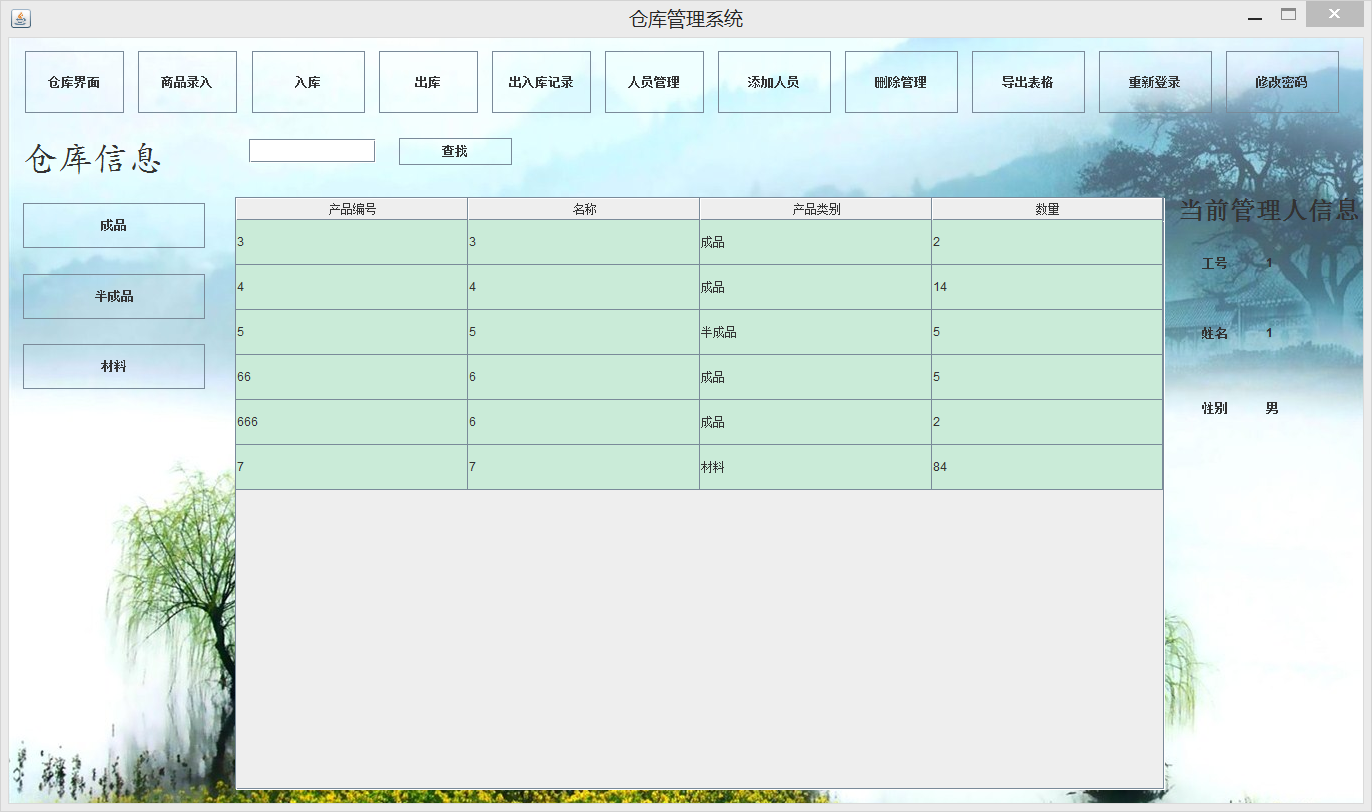 仓库管理系统
仓库界面 商品录入 入库 出库 出入库记录 人员管理 添加人员 删除管理 导出表格 重新登录 修改密码
仓库信息 查找
成品
半成品
材料
产品编号 名称 产品类别 数量
3 3 成品 2
4 4 成品 14
5 5 半成品 5
66 6 成品 5
666 6 成品 2
7 7 材料 84
当前管理人信息
工号 1
姓名 1
性别 男